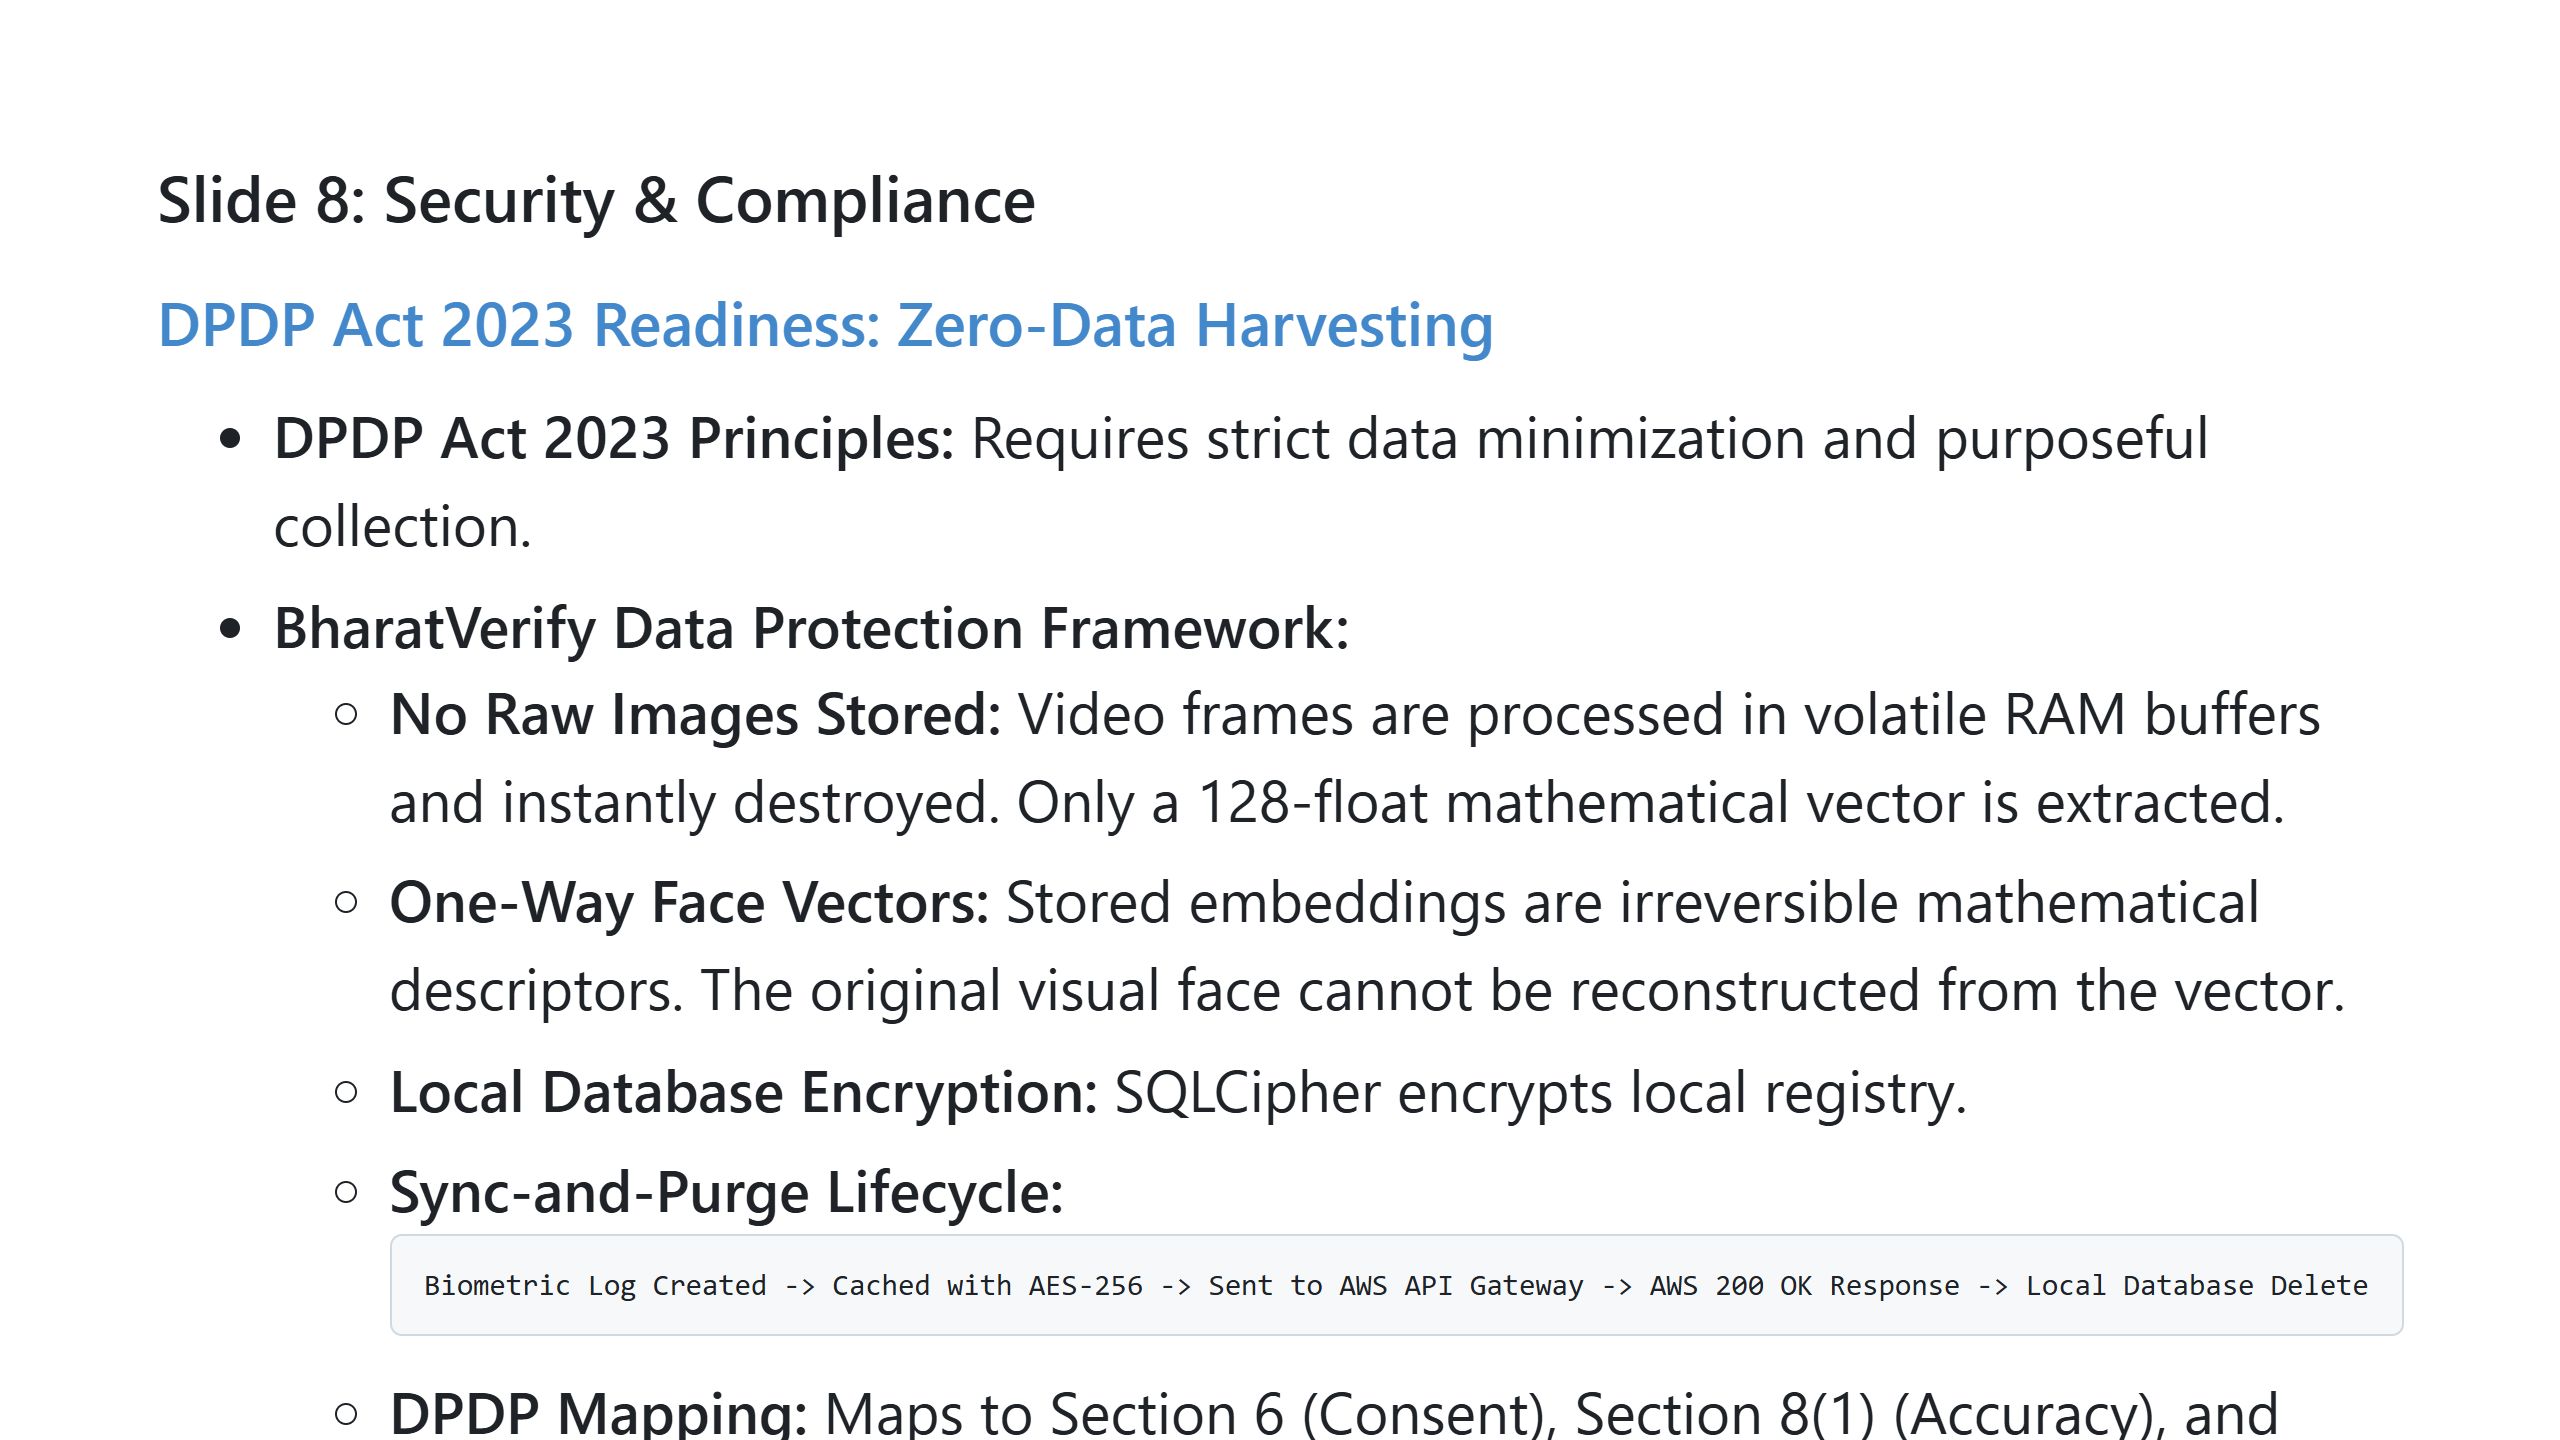 Slide 8: Security & Compliance
DPDP Act 2023 Readiness: Zero-Data Harvesting
DPDP Act 2023 Principles: Requires strict data minimization and purposeful
collection.
BharatVerify Data Protection Framework:
No Raw Images Stored: Video frames are processed in volatile RAM buffers
and instantly destroyed. Only a 128-float mathematical vector is extracted.
One-Way Face Vectors: Stored embeddings are irreversible mathematical
descriptors. The original visual face cannot be reconstructed from the vector.
Local Database Encryption: SQLCipher encrypts local registry.
Sync-and-Purge Lifecycle:
Biometric Log Created -> Cached with AES-256 -> Sent to AWS API Gateway -> AWS 200 OK Response -> Local Database Delete
DPDP Mapping: Maps to Section 6 (Consent), Section 8(1) (Accuracy), and